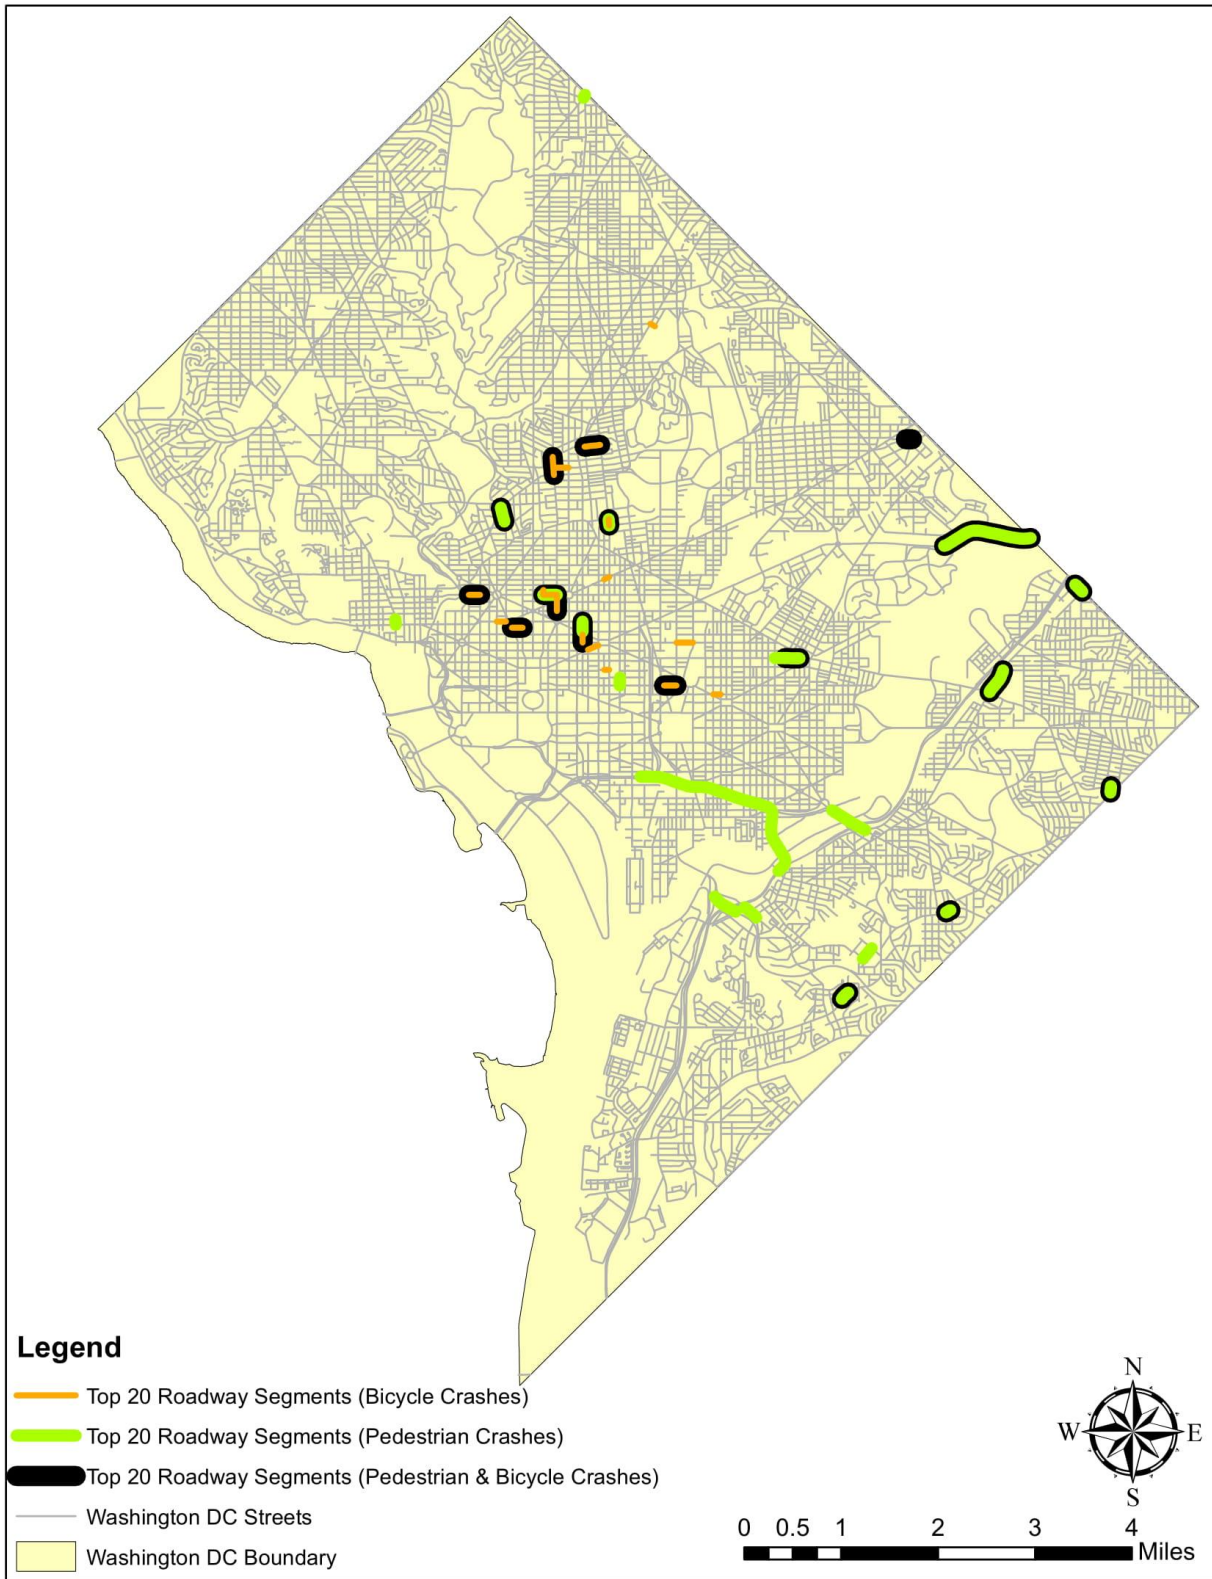 Legend
Top 20 Roadway Segments (Bicycle Crashes)
Top 20 Roadway Segments (Pedestrian Crashes)
Top 20 Roadway Segments (Pedestrian & Bicycle Crashes)
Washington DC Streets
Washington DC Boundary
N
W E
S
0 0.5 1 2 3 4
Miles